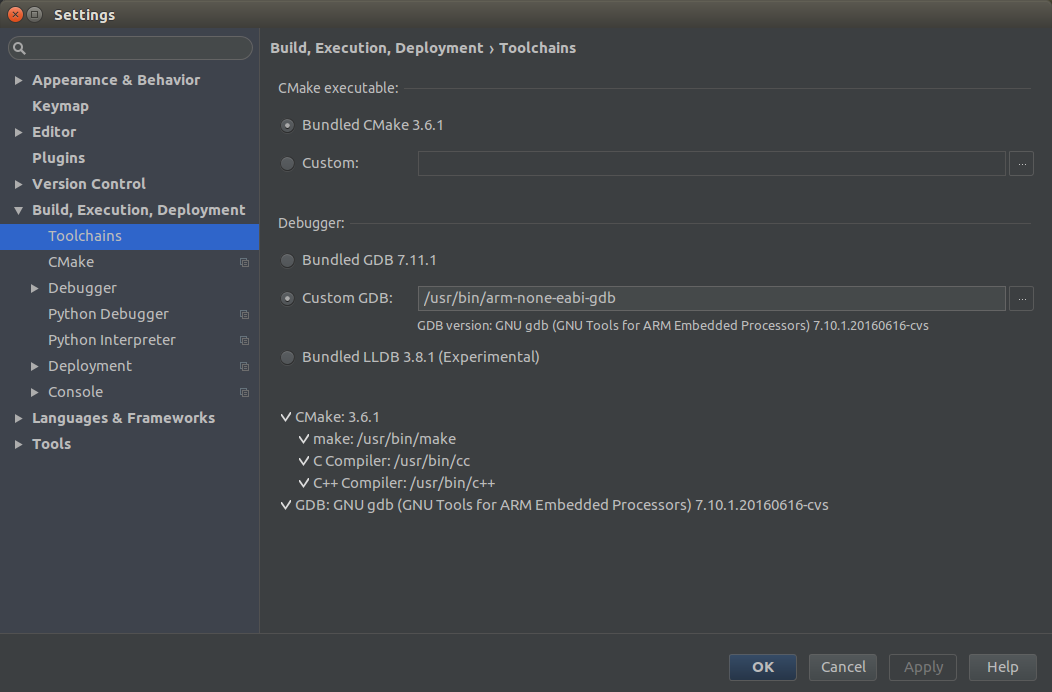 Settings
Appearance & Behavior
Keymap
Editor
Plugins
Version Control
Build, Execution, Deployment
Toolchains
CMake
Debugger
Python Debugger
Python Interpreter
Deployment
Console
Languages & Frameworks
Tools
Build, Execution, Deployment › Toolchains
CMake executable:
Bundled CMake 3.6.1
Custom:
...
Debugger:
Bundled GDB 7.11.1
Custom GDB: /usr/bin/arm-none-eabi-gdb ...
GDB version: GNU gdb (GNU Tools for ARM Embedded Processors) 7.10.1.20160616-cvs
Bundled LLDB 3.8.1 (Experimental)
CMake: 3.6.1
make: /usr/bin/make
C Compiler: /usr/bin/cc
C++ Compiler: /usr/bin/c++
GDB: GNU gdb (GNU Tools for ARM Embedded Processors) 7.10.1.20160616-cvs
OK Cancel Apply Help